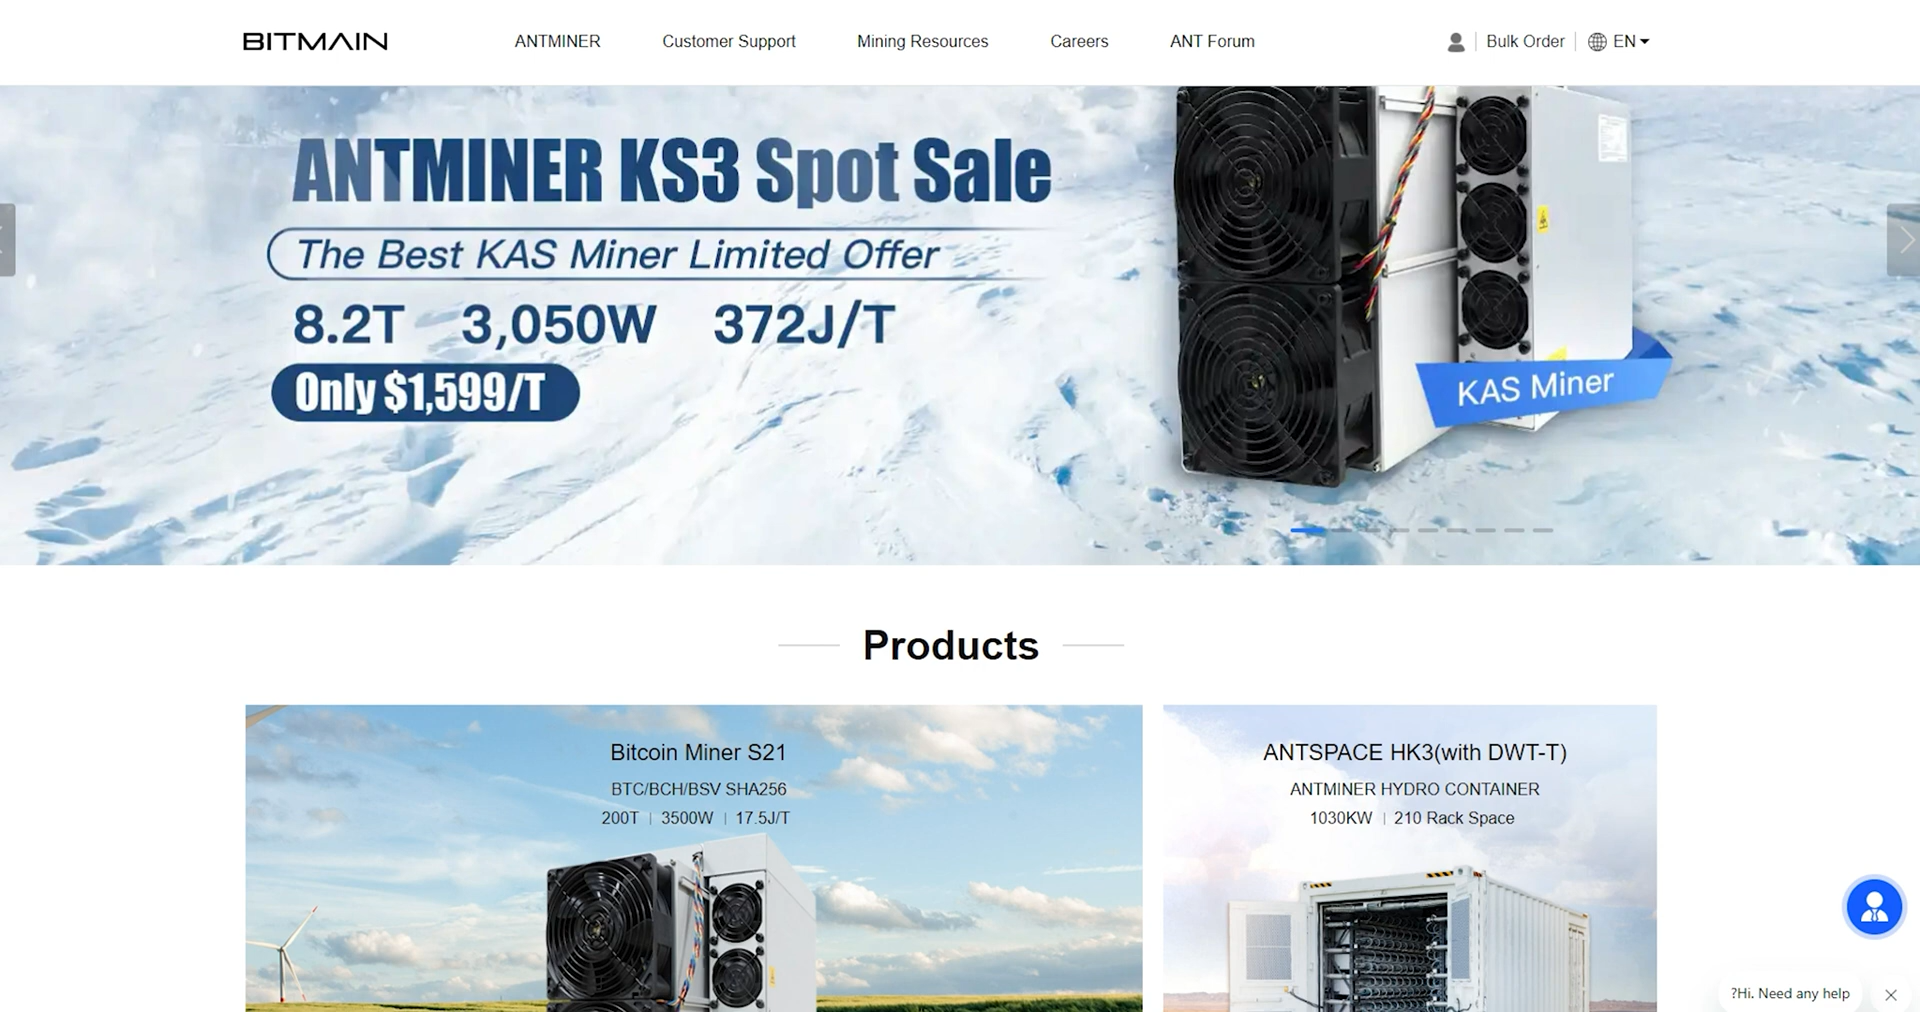 BITMAIN
ANTMINER
Customer Support
Mining Resources
Careers
ANT Forum
Bulk Order
EN
ANTMINER KS3 Spot Sale
The Best KAS Miner Limited Offer
8.2T 3,050W 372J/T
Only $1,599/T
KAS Miner
Products
Bitcoin Miner S21
BTC/BCH/BSV SHA256
200T | 3500W | 17.5J/T
ANTSPACE HK3(with DWT-T)
ANTMINER HYDRO CONTAINER
1030KW | 210 Rack Space
?Hi. Need any help